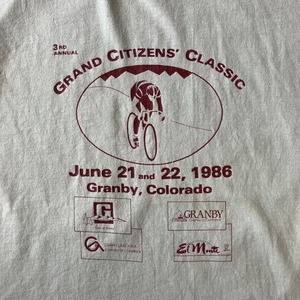 3RD
ANNUAL
GRAND CITIZENS' CLASSIC
June 21 and 22, 1986
Granby, Colorado
GRANBY
El Monte